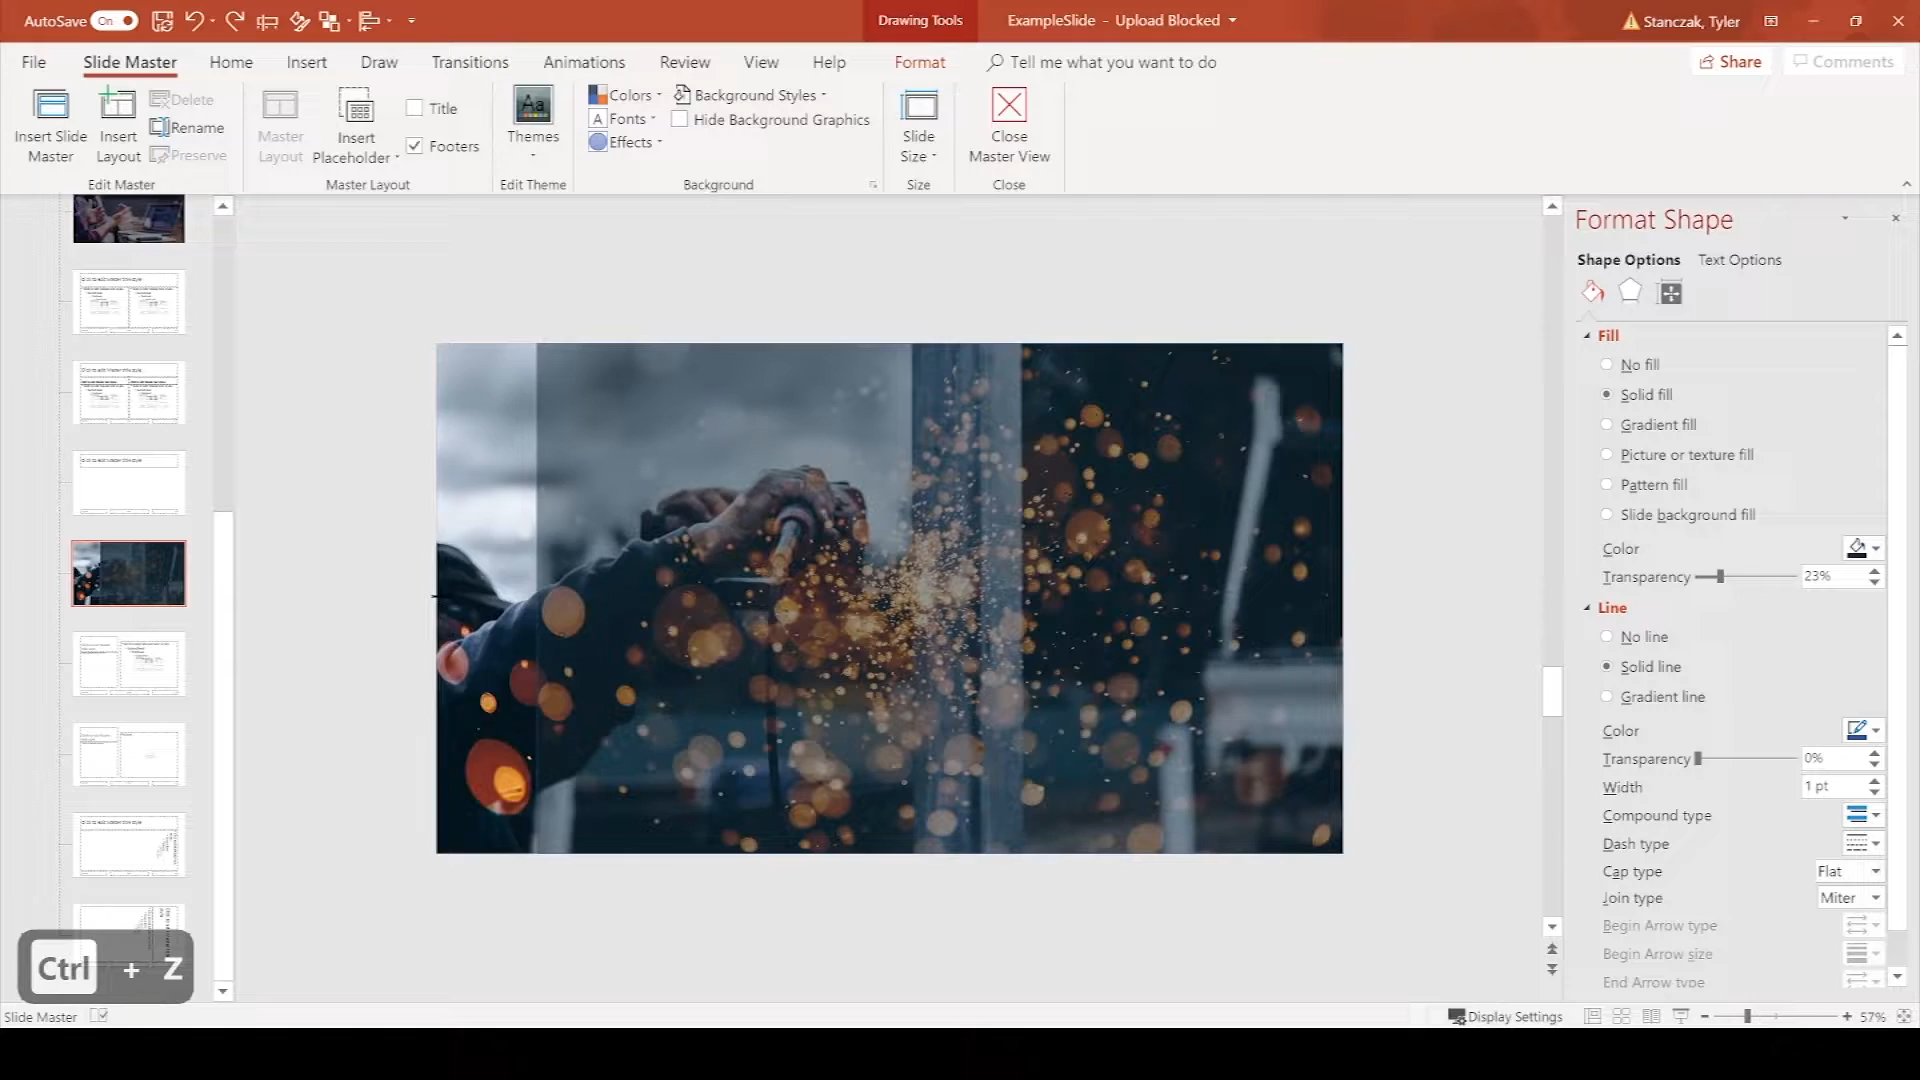 AutoSave On
Drawing Tools
ExampleSlide - Upload Blocked
Stanczak, Tyler
File Slide Master Home Insert Draw Transitions Animations Review View Help Format Tell me what you want to do
Share Comments
Insert Slide Master
Insert Layout
Delete
Rename
Preserve
Edit Master
Master Layout
Insert Placeholder
Title
Footers
Master Layout
Aa
Themes
Edit Theme
Colors
A Fonts
Effects
Background Styles
Hide Background Graphics
Background
Slide Size
Size
Close Master View
Close
Format Shape
Shape Options Text Options
Fill
No fill
Solid fill
Gradient fill
Picture or texture fill
Pattern fill
Slide background fill
Color
Transparency 23%
Line
No line
Solid line
Gradient line
Color
Transparency 0%
Width 1 pt
Compound type
Dash type
Cap type Flat
Join type Miter
Begin Arrow type
Begin Arrow size
End Arrow type
Ctrl + Z
Slide Master
Display Settings
57%